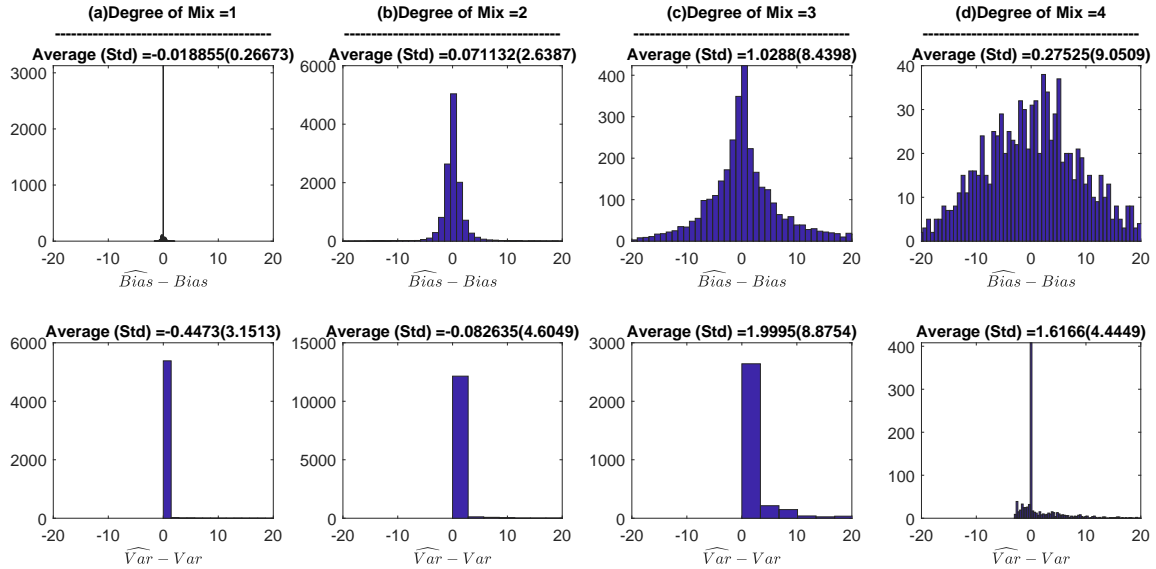 (a)Degree of Mix =1
(b)Degree of Mix =2
(c)Degree of Mix =3
(d)Degree of Mix =4
Average (Std) =-0.018855(0.26673)
Average (Std) =0.071132(2.6387)
Average (Std) =1.0288(8.4398)
Average (Std) =0.27525(9.0509)
3000
2000
1000
0
-20 -10 0 10 20
6000
4000
2000
0
-20 -10 0 10 20
400
300
200
100
0
-20 -10 0 10 20
40
30
20
10
0
-20 -10 0 10 20
$\widehat{Bias} - Bias$
$\widehat{Bias} - Bias$
$\widehat{Bias} - Bias$
$\widehat{Bias} - Bias$
Average (Std) =-0.4473(3.1513)
Average (Std) =-0.082635(4.6049)
Average (Std) =1.9995(8.8754)
Average (Std) =1.6166(4.4449)
6000
4000
2000
0
-20 -10 0 10 20
15000
10000
5000
0
-20 -10 0 10 20
3000
2000
1000
0
-20 -10 0 10 20
400
300
200
100
0
-20 -10 0 10 20
$\widehat{Var} - Var$
$\widehat{Var} - Var$
$\widehat{Var} - Var$
$\widehat{Var} - Var$